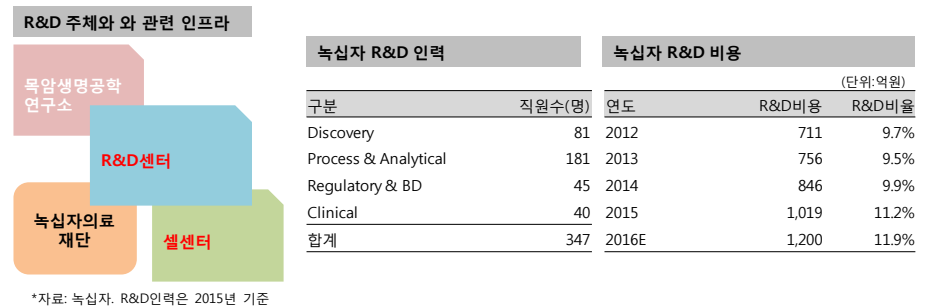 R&D 주체와 와 관련 인프라
목암생명공학
연구소
R&D센터
녹십자의료
재단
셀센터
*자료: 녹십자. R&D인력은 2015년 기준
녹십자 R&D 인력
구분 직원수(명)
Discovery 81
Process & Analytical 181
Regulatory & BD 45
Clinical 40
합계 347
녹십자 R&D 비용
(단위:억원)
연도 R&D비용 R&D비율
2012 711 9.7%
2013 756 9.5%
2014 846 9.9%
2015 1,019 11.2%
2016E 1,200 11.9%